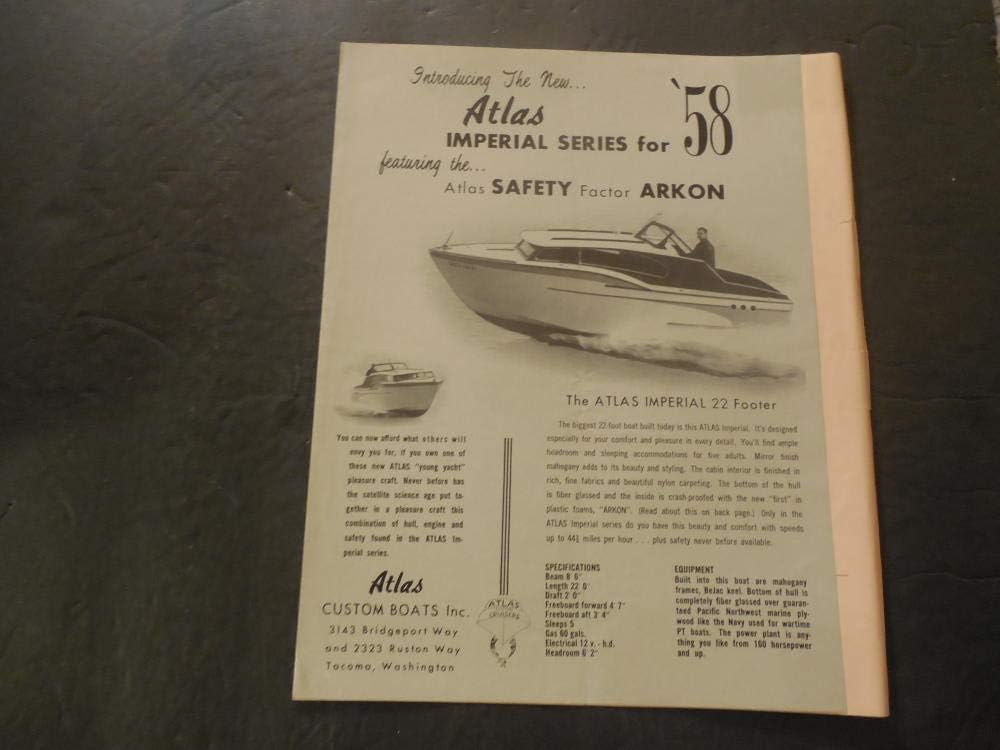 Introducing The New...
Atlas
IMPERIAL SERIES for '58
featuring the...
Atlas SAFETY Factor ARKON
The ATLAS IMPERIAL 22 Footer
The biggest 22-foot boat built today is this ATLAS Imperial. It's designed
especially for your comfort and pleasure in every detail. You'll find ample
headroom and sleeping accommodations for five adults. Mirror finish
mahogany adds to its beauty and styling. The cabin interior is finished in
rich, fine fabrics and beautiful nylon carpeting. The bottom of the hull
is fiber glassed and the inside is crash-proofed with the new "first" in
plastic foams, "ARKON". (Read about this on back page.) Only in the
ATLAS Imperial series do you have this beauty and comfort with speeds
up to 44½ miles per hour . . . plus safety never before available.
You can now afford what others will
envy you for, if you own one of
these new ATLAS "young yacht"
pleasure craft. Never before has
the satellite science age put to-
gether in a pleasure craft this
combination of hull, engine and
safety found in the ATLAS Im-
perial series.
Atlas
CUSTOM BOATS Inc.
3143 Bridgeport Way
and 2323 Ruston Way
Tacoma, Washington
ATLAS
CRUISERS
SPECIFICATIONS
Beam 8' 6"
Length 22' 0"
Draft 2' 0"
Freeboard forward 4' 7"
Freeboard aft 3' 4"
Sleeps 5
Gas 60 gals.
Electrical 12 v. - h.d.
Headroom 6' 2"
EQUIPMENT
Built into this boat are mahogany
frames, Belac keel. Bottom of hull is
completely fiber glassed over guaran-
teed Pacific Northwest marine ply-
wood like the Navy used for wartime
PT boats. The power plant is any-
thing you like from 160 horsepower
and up.